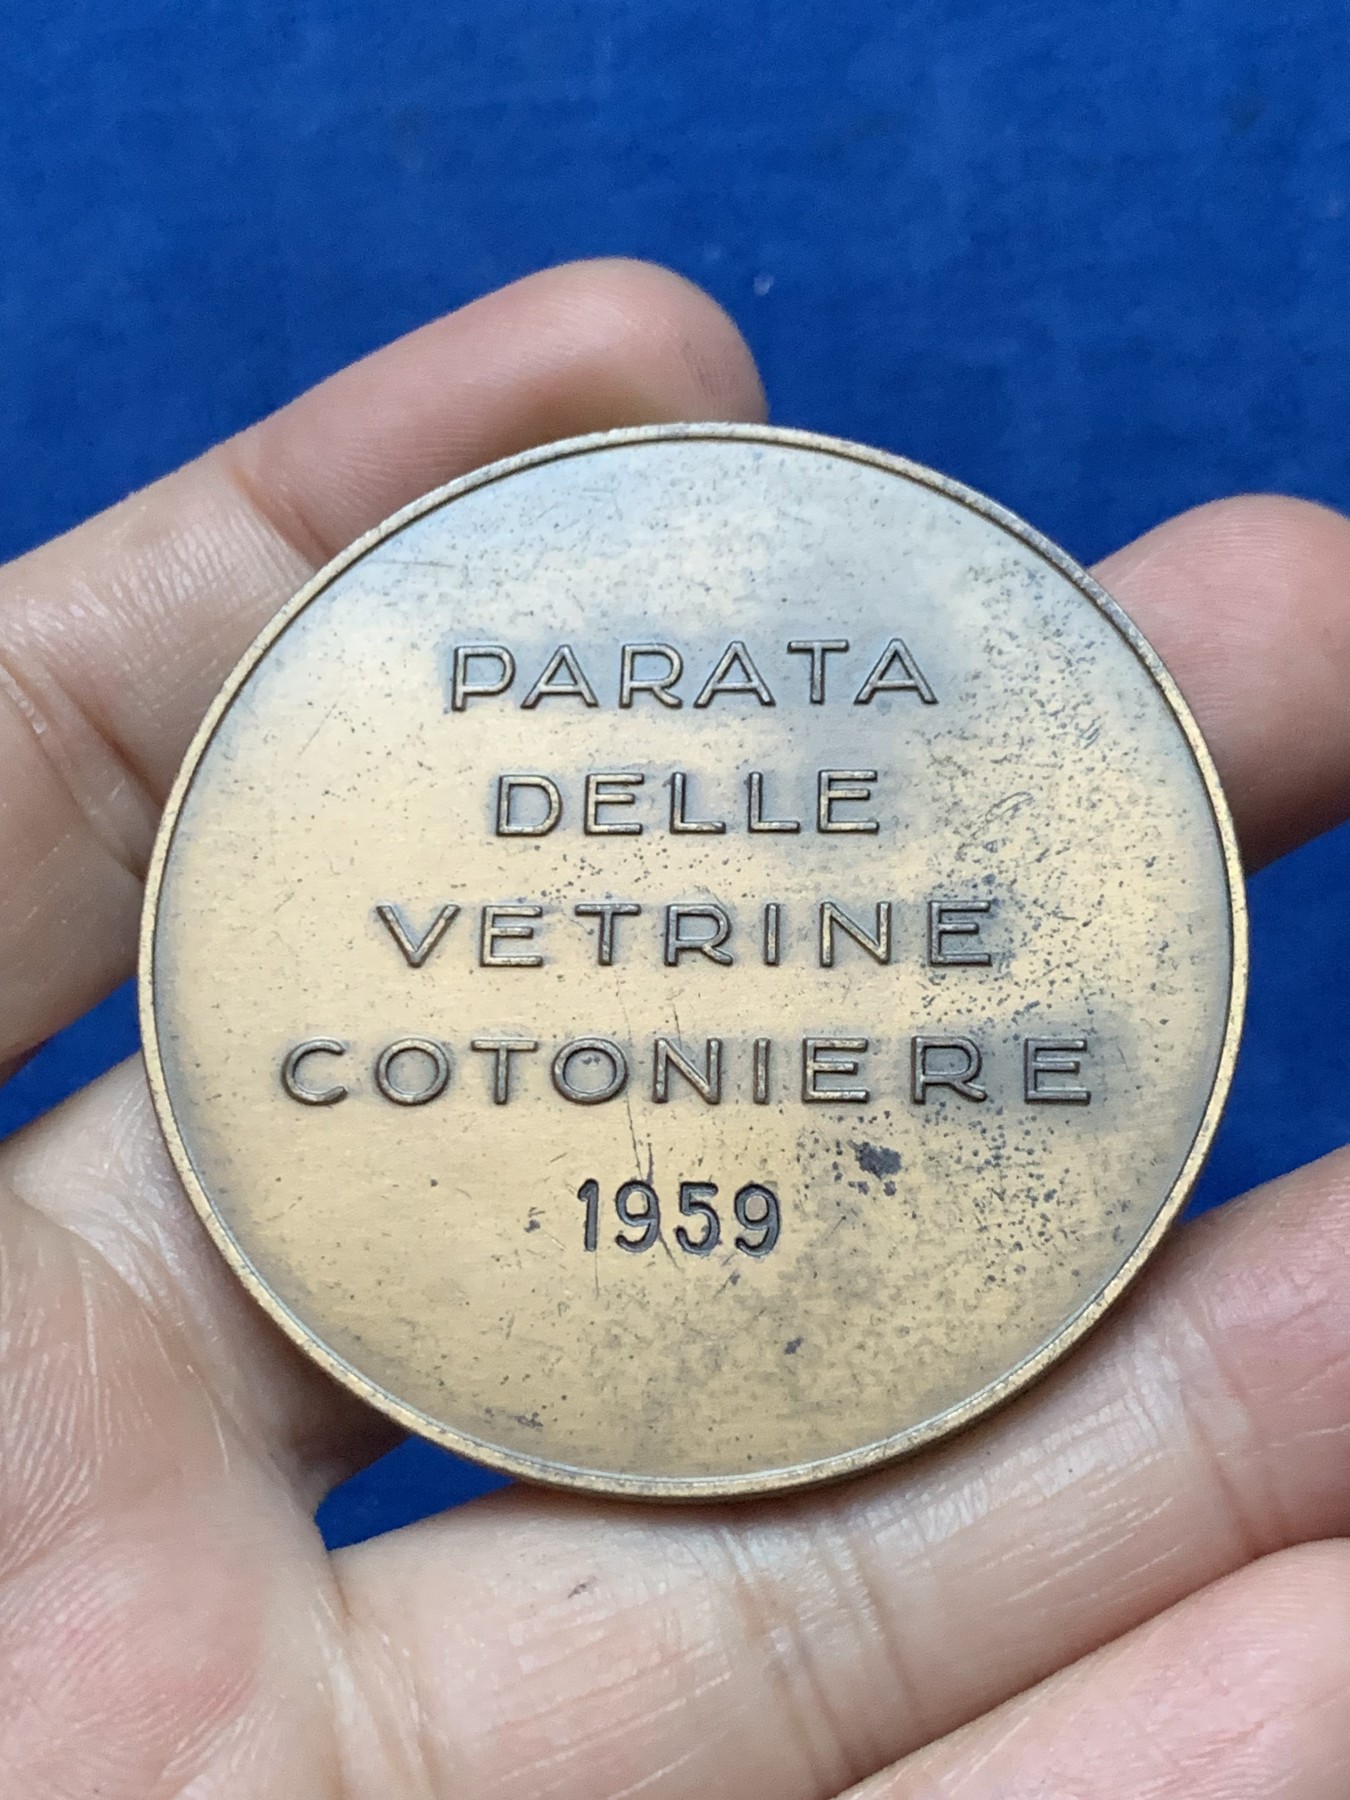 PARATA
DELLE
VETRINE
COTONIERE
1959